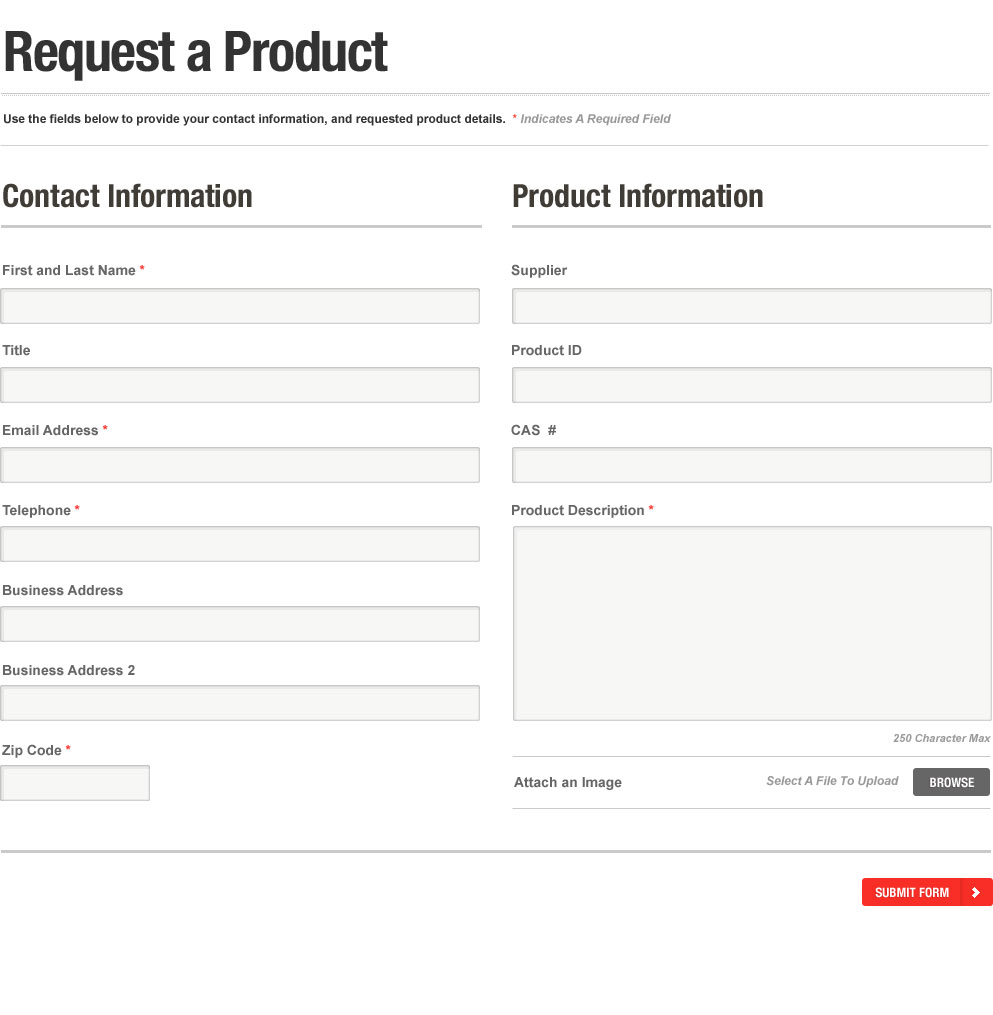 Request a Product
Use the fields below to provide your contact information, and requested product details. * Indicates A Required Field
Contact Information
First and Last Name *
Title
Email Address *
Telephone *
Business Address
Business Address 2
Zip Code *
Product Information
Supplier
Product ID
CAS #
Product Description *
250 Character Max
Attach an Image Select A File To Upload BROWSE
SUBMIT FORM